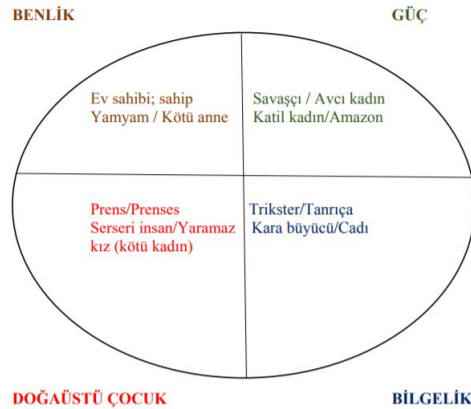 BENLİK
GÜÇ
Ev sahibi; sahip
Yamyam / Kötü anne
Savaşçı / Avcı kadın
Katil kadın/Amazon
Prens/Prenses
Serseri insan/Yaramaz
kız (kötü kadın)
Trikster/Tanrıça
Kara büyücü/Cadı
DOĞAÜSTÜ ÇOCUK
BİLGELİK